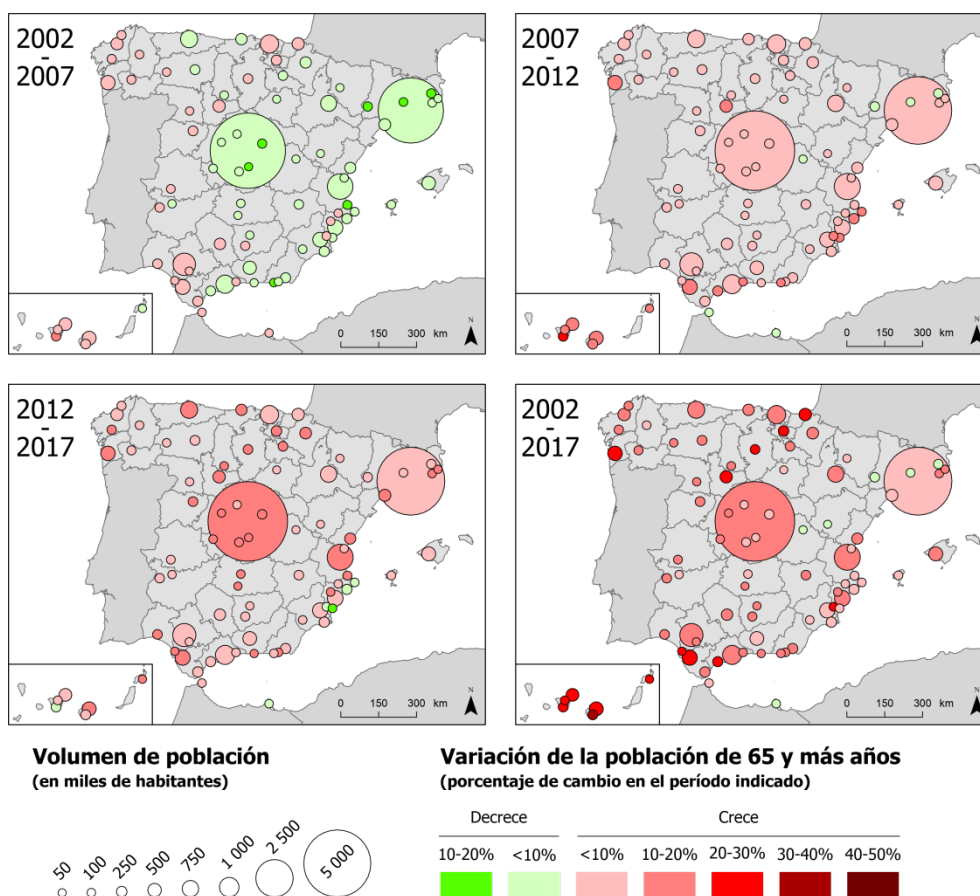 2002
-
2007
0 150 300 km
N
2007
-
2012
0 150 300 km
N
2012
-
2017
0 150 300 km
N
2002
-
2017
0 150 300 km
N
Volumen de población
(en miles de habitantes)
50 100 250 500 750 1 000 2 500 5 000
Variación de la población de 65 y más años
(porcentaje de cambio en el período indicado)
Decrece Crece
10-20% <10% <10% 10-20% 20-30% 30-40% 40-50%